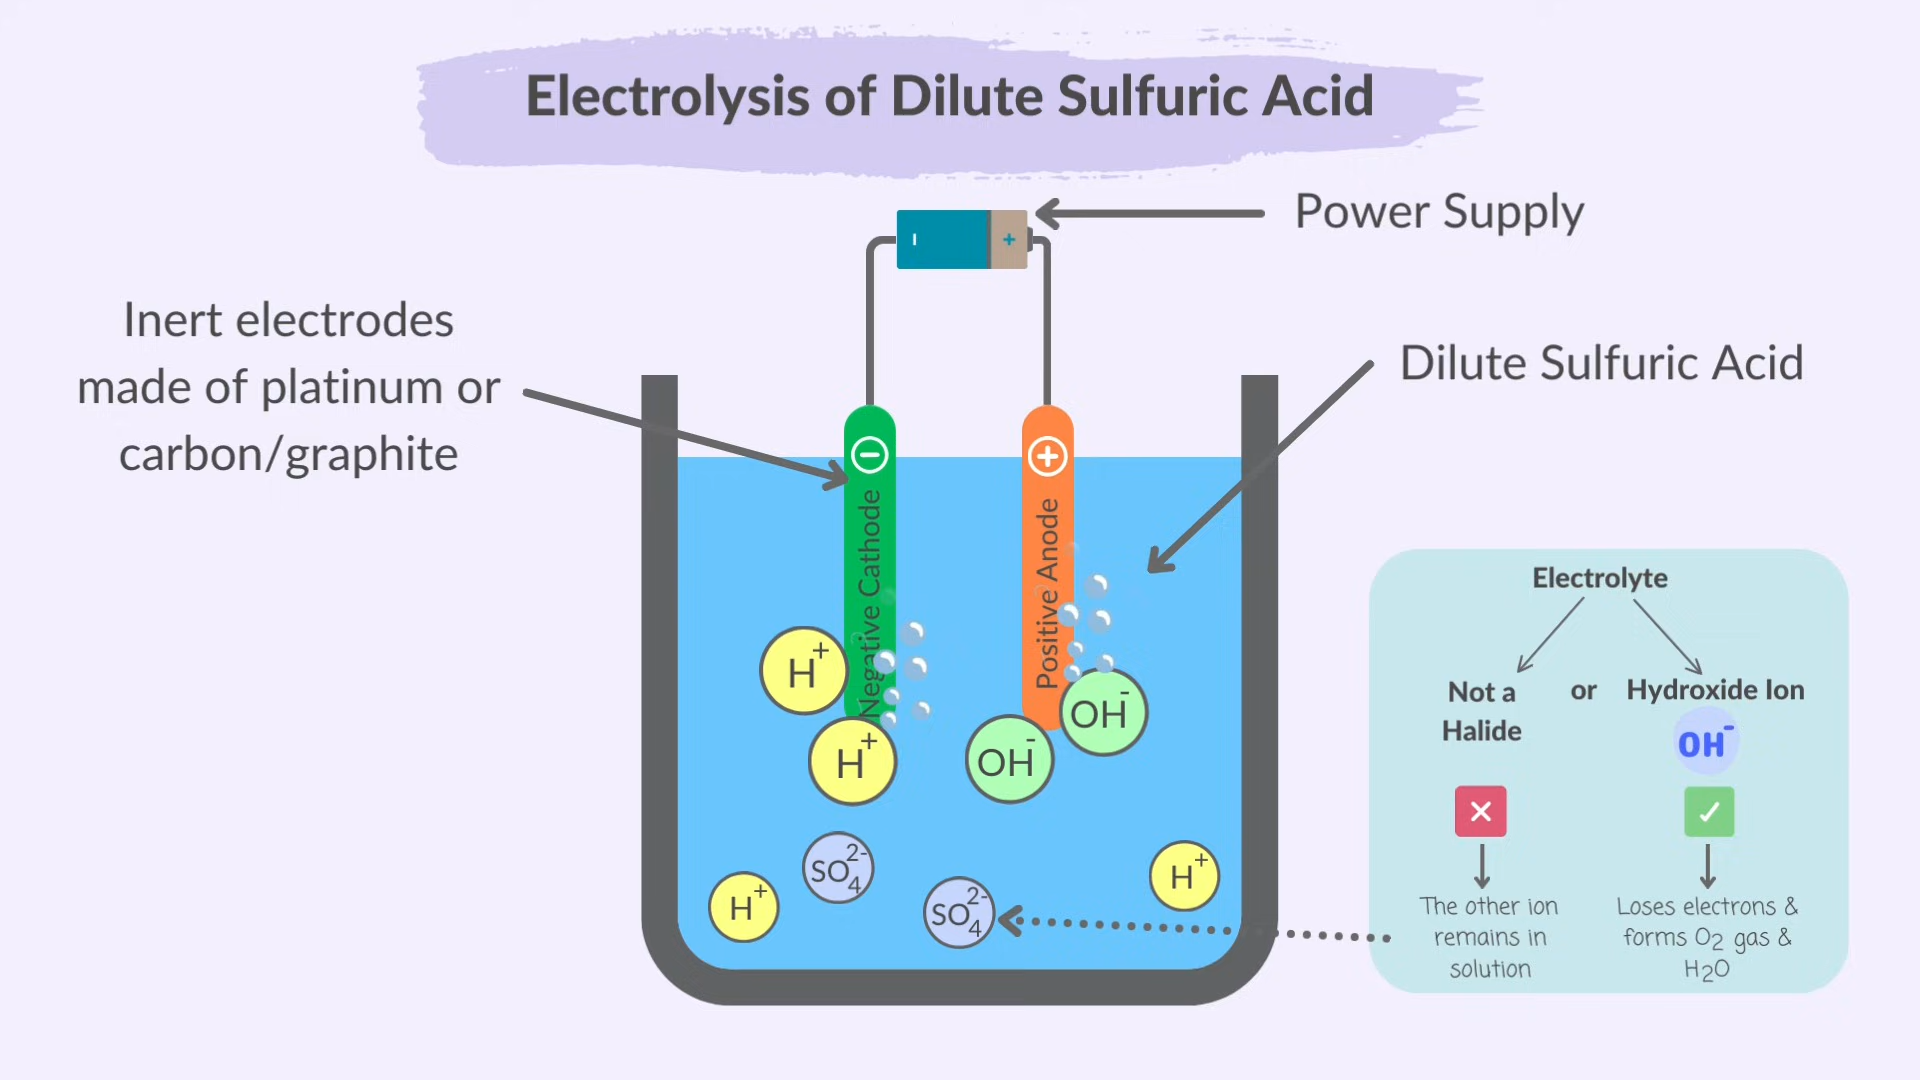 Electrolysis of Dilute Sulfuric Acid
Power Supply
+
Inert electrodes
made of platinum or
carbon/graphite
Dilute Sulfuric Acid
−
+
Negative Cathode
Positive Anode
H⁺
H⁺
OH⁻
OH⁻
SO₄²⁻
SO₄²⁻
H⁺
H⁺
Electrolyte
Not a
Halide
or
Hydroxide Ion
OH⁻
The other ion
remains in
solution
Loses electrons &
forms O₂ gas &
H₂O